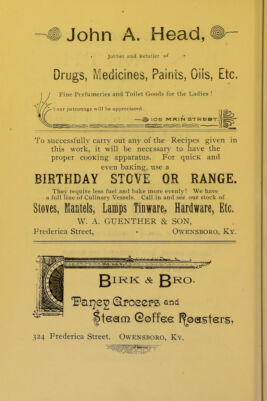 John A. Head,
Jobber and Retailer of
Drugs, Medicines, Paints, Oils, Etc.
Fine Perfumeries and Toilet Goods for the Ladies!
Your patronage will be appreciated.
105 MAIN STREET.
To successfully carry out any of the Recipes given in
this work, it will be necessary to have the
proper cooking apparatus. For quick and
even baking, use a
BIRTHDAY STOVE OR RANGE.
They require less fuel and bake more evenly! We have
a full line of Culinary Vessels. Call in and see our stock of
Stoves, Mantels, Lamps Tinware, Hardware, Etc.
W. A. GUENTHER & SON,
Frederica Street, OWENSBORO, KY.
BIRK & BRO.
Fancy Grocers and
Steam Coffee Roasters,
324 Frederica Street. OWENSBORO, KY.